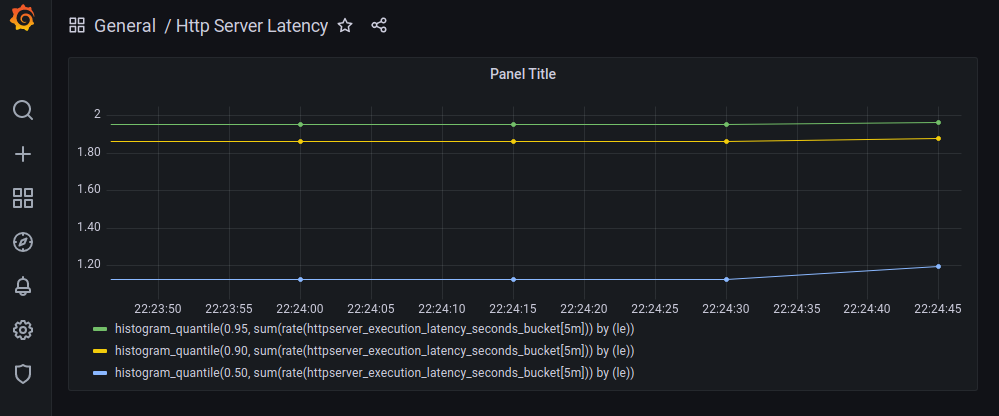 General / Http Server Latency
Panel Title
2
1.80
1.60
1.40
1.20
22:23:50 22:23:55 22:24:00 22:24:05 22:24:10 22:24:15 22:24:20 22:24:25 22:24:30 22:24:35 22:24:40 22:24:45
histogram_quantile(0.95, sum(rate(httpserver_execution_latency_seconds_bucket[5m])) by (le))
histogram_quantile(0.90, sum(rate(httpserver_execution_latency_seconds_bucket[5m])) by (le))
histogram_quantile(0.50, sum(rate(httpserver_execution_latency_seconds_bucket[5m])) by (le))